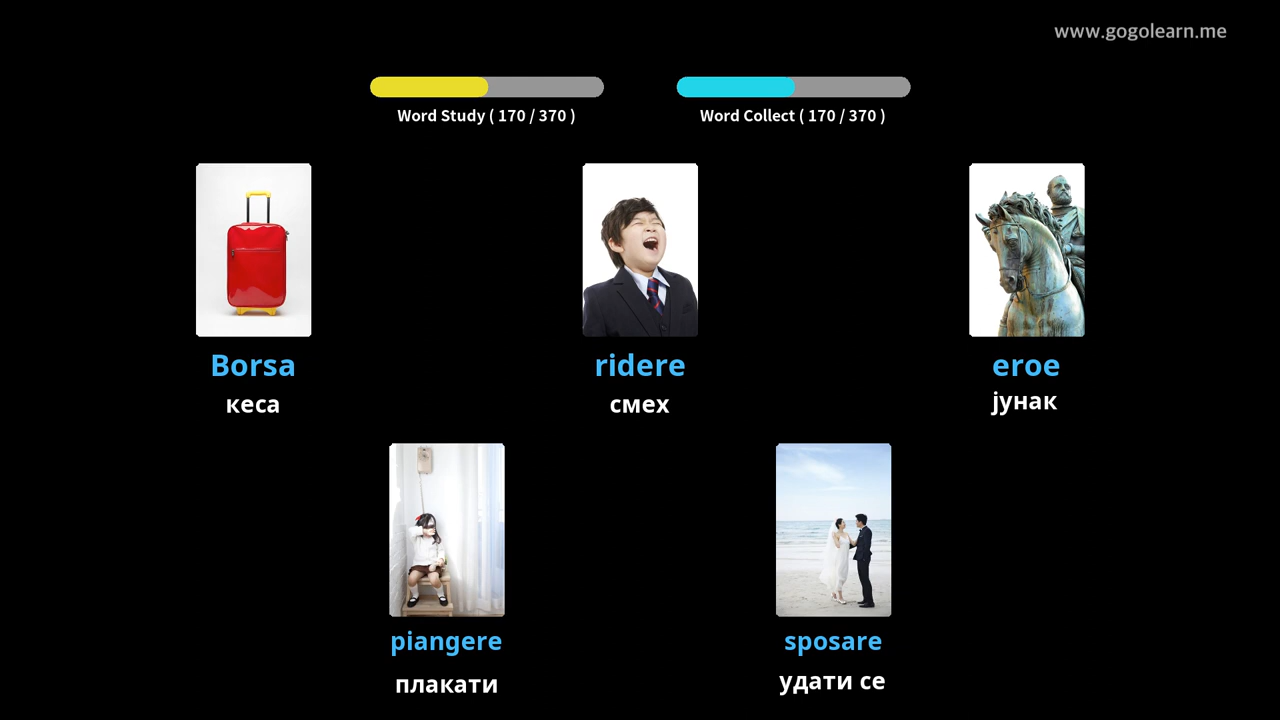 www.gogolearn.me
Word Study ( 170 / 370 )
Word Collect ( 170 / 370 )
Borsa
кеса
ridere
смех
eroe
јунак
piangere
плакати
sposare
удати се